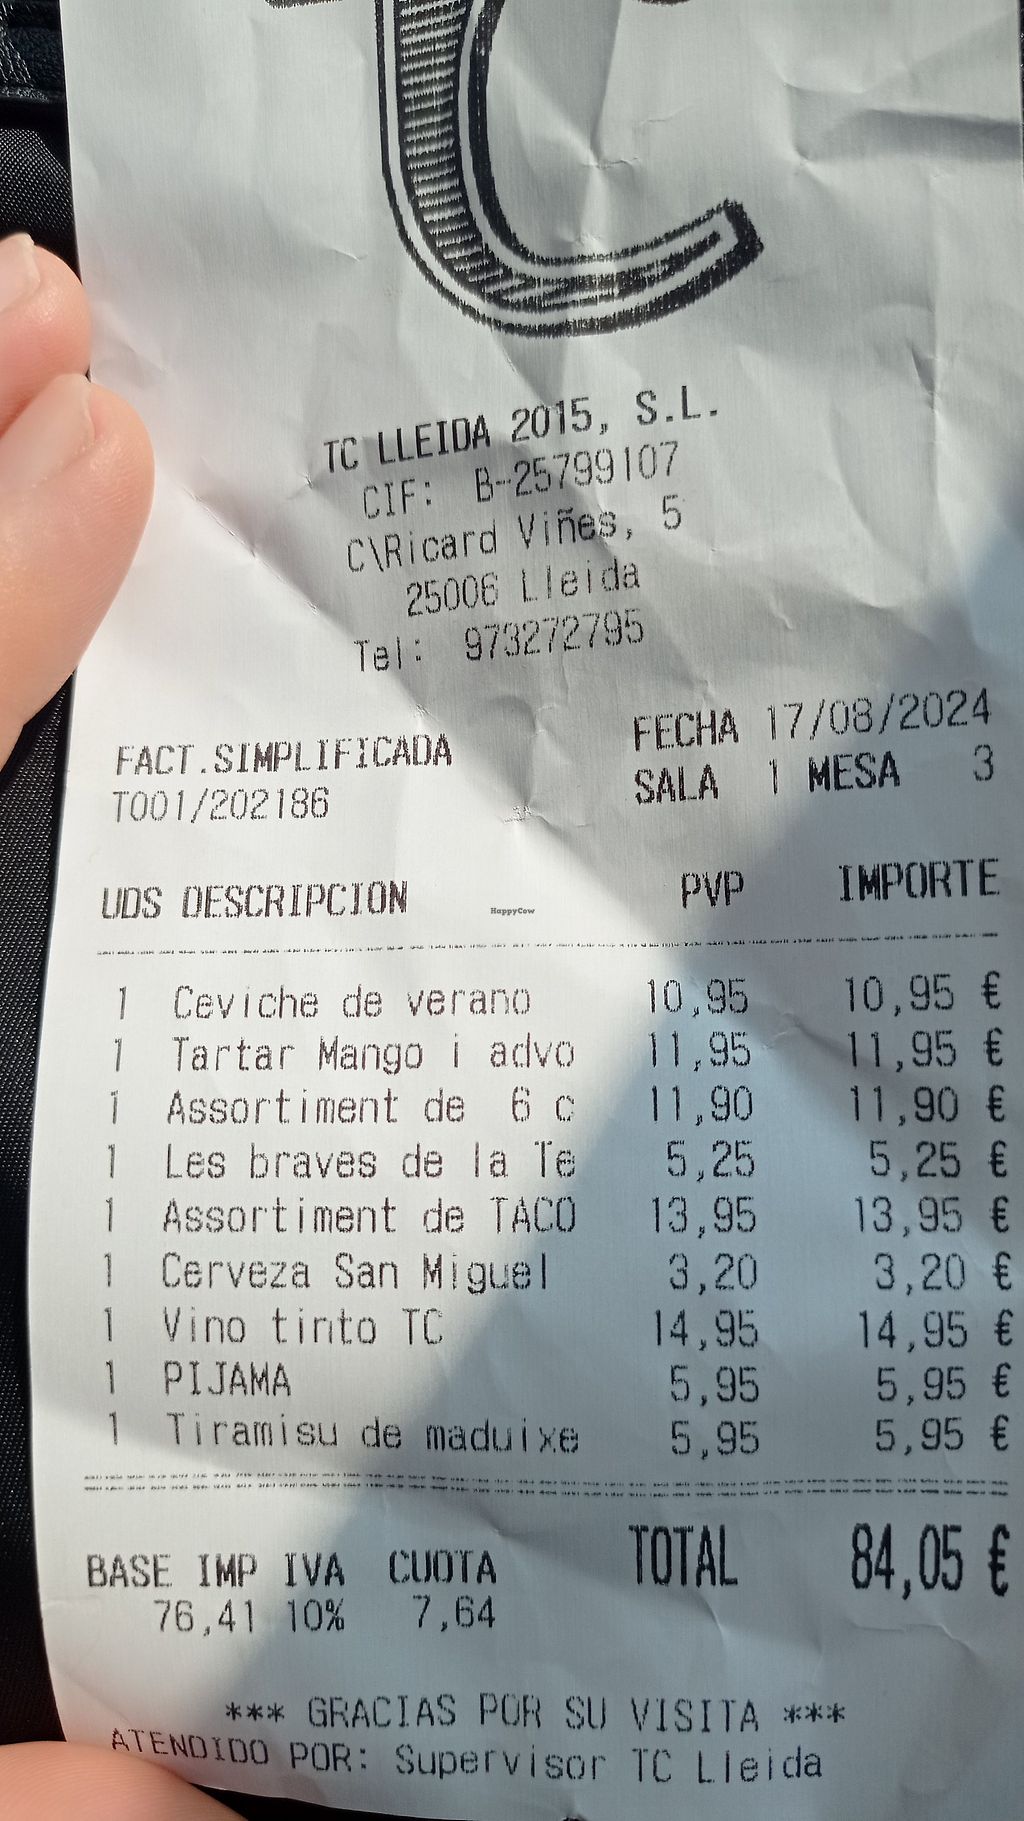 TC LLEIDA 2015, S.L.
CIF: B-25799107
C\Ricard Viñes, 5
25006 Lleida
Tel: 973272795
FACT.SIMPLIFICADA FECHA 17/08/2024
T001/202186 SALA 1 MESA 3
UDS DESCRIPCION PVP IMPORTE
HappyCow
1 Ceviche de verano 10,95 10,95 €
1 Tartar Mango i advo 11,95 11,95 €
1 Assortiment de 6 c 11,90 11,90 €
1 Les braves de la Te 5,25 5,25 €
1 Assortiment de TACO 13,95 13,95 €
1 Cerveza San Miguel 3,20 3,20 €
1 Vino tinto TC 14,95 14,95 €
1 PIJAMA 5,95 5,95 €
1 Tiramisu de maduixe 5,95 5,95 €
BASE IMP IVA CUOTA TOTAL 84,05 €
76,41 10% 7,64
*** GRACIAS POR SU VISITA ***
ATENDIDO POR: Supervisor TC Lleida